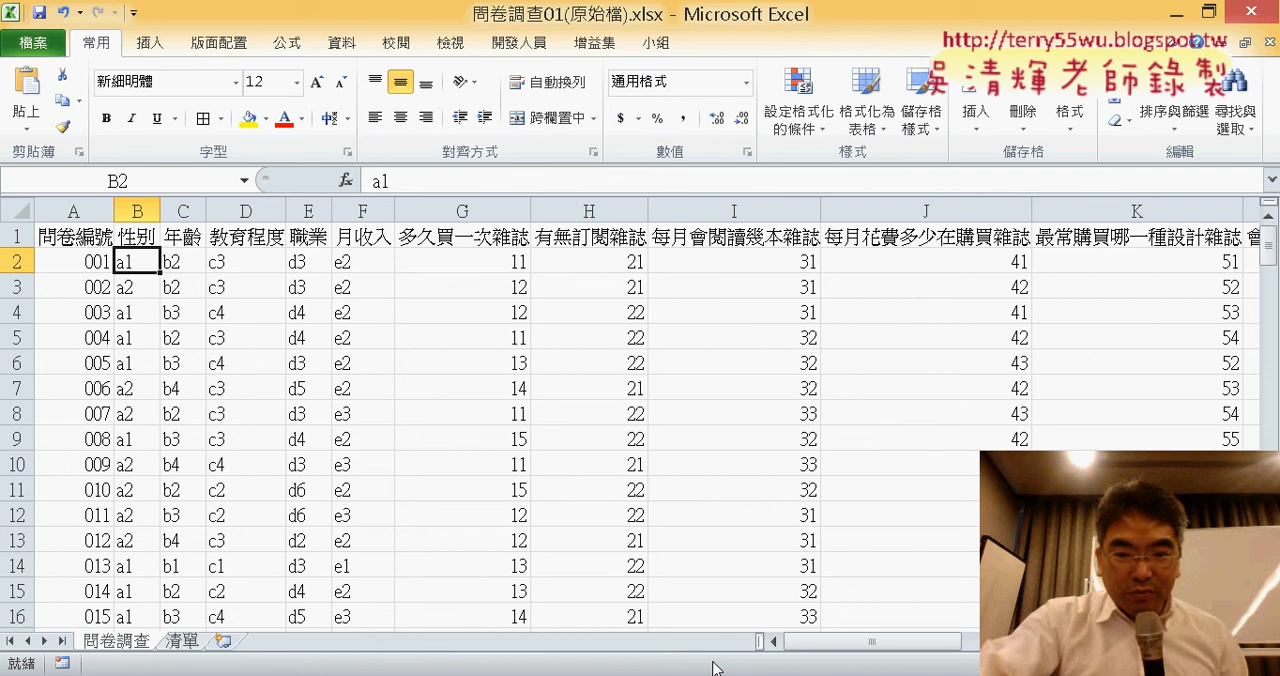 問卷調查01(原始檔).xlsx - Microsoft Excel
檔案 常用 插入 版面配置 公式 資料 校閱 檢視 開發人員 增益集 小組
http://terry55wu.blogspot.tw
吳清輝老師錄製
貼上 新細明體 12 自動換列 通用格式 設定格式化的條件 格式化為表格 儲存格樣式 插入 刪除 格式 排序與篩選 尋找與選取
B I U 中 跨欄置中 $ % ,
剪貼簿 字型 對齊方式 數值 樣式 儲存格 編輯
B2 fx a1
A B C D E F G H I J K
1 問卷編號 性別 年齡 教育程度 職業 月收入 多久買一次雜誌 有無訂閱雜誌 每月會閱讀幾本雜誌 每月花費多少在購買雜誌 最常購買哪一種設計雜誌 會
2 001 a1 b2 c3 d3 e2 11 21 31 41 51
3 002 a2 b2 c3 d3 e2 12 21 31 42 52
4 003 a1 b3 c4 d4 e2 12 22 31 41 53
5 004 a1 b2 c3 d4 e2 11 22 32 42 54
6 005 a1 b3 c4 d3 e2 13 22 32 43 52
7 006 a2 b4 c3 d5 e2 14 21 32 42 53
8 007 a2 b2 c3 d3 e3 11 22 33 43 54
9 008 a1 b3 c3 d4 e2 15 22 32 42 55
10 009 a2 b4 c4 d3 e3 11 21 33
11 010 a2 b2 c2 d6 e2 15 22 32
12 011 a2 b3 c2 d6 e3 12 22 31
13 012 a2 b4 c3 d2 e2 12 21 31
14 013 a1 b1 c1 d3 e1 13 22 31
15 014 a1 b2 c2 d4 e2 13 22 32
16 015 a1 b3 c4 d5 e3 14 21 33
問卷調查 清單
就緒